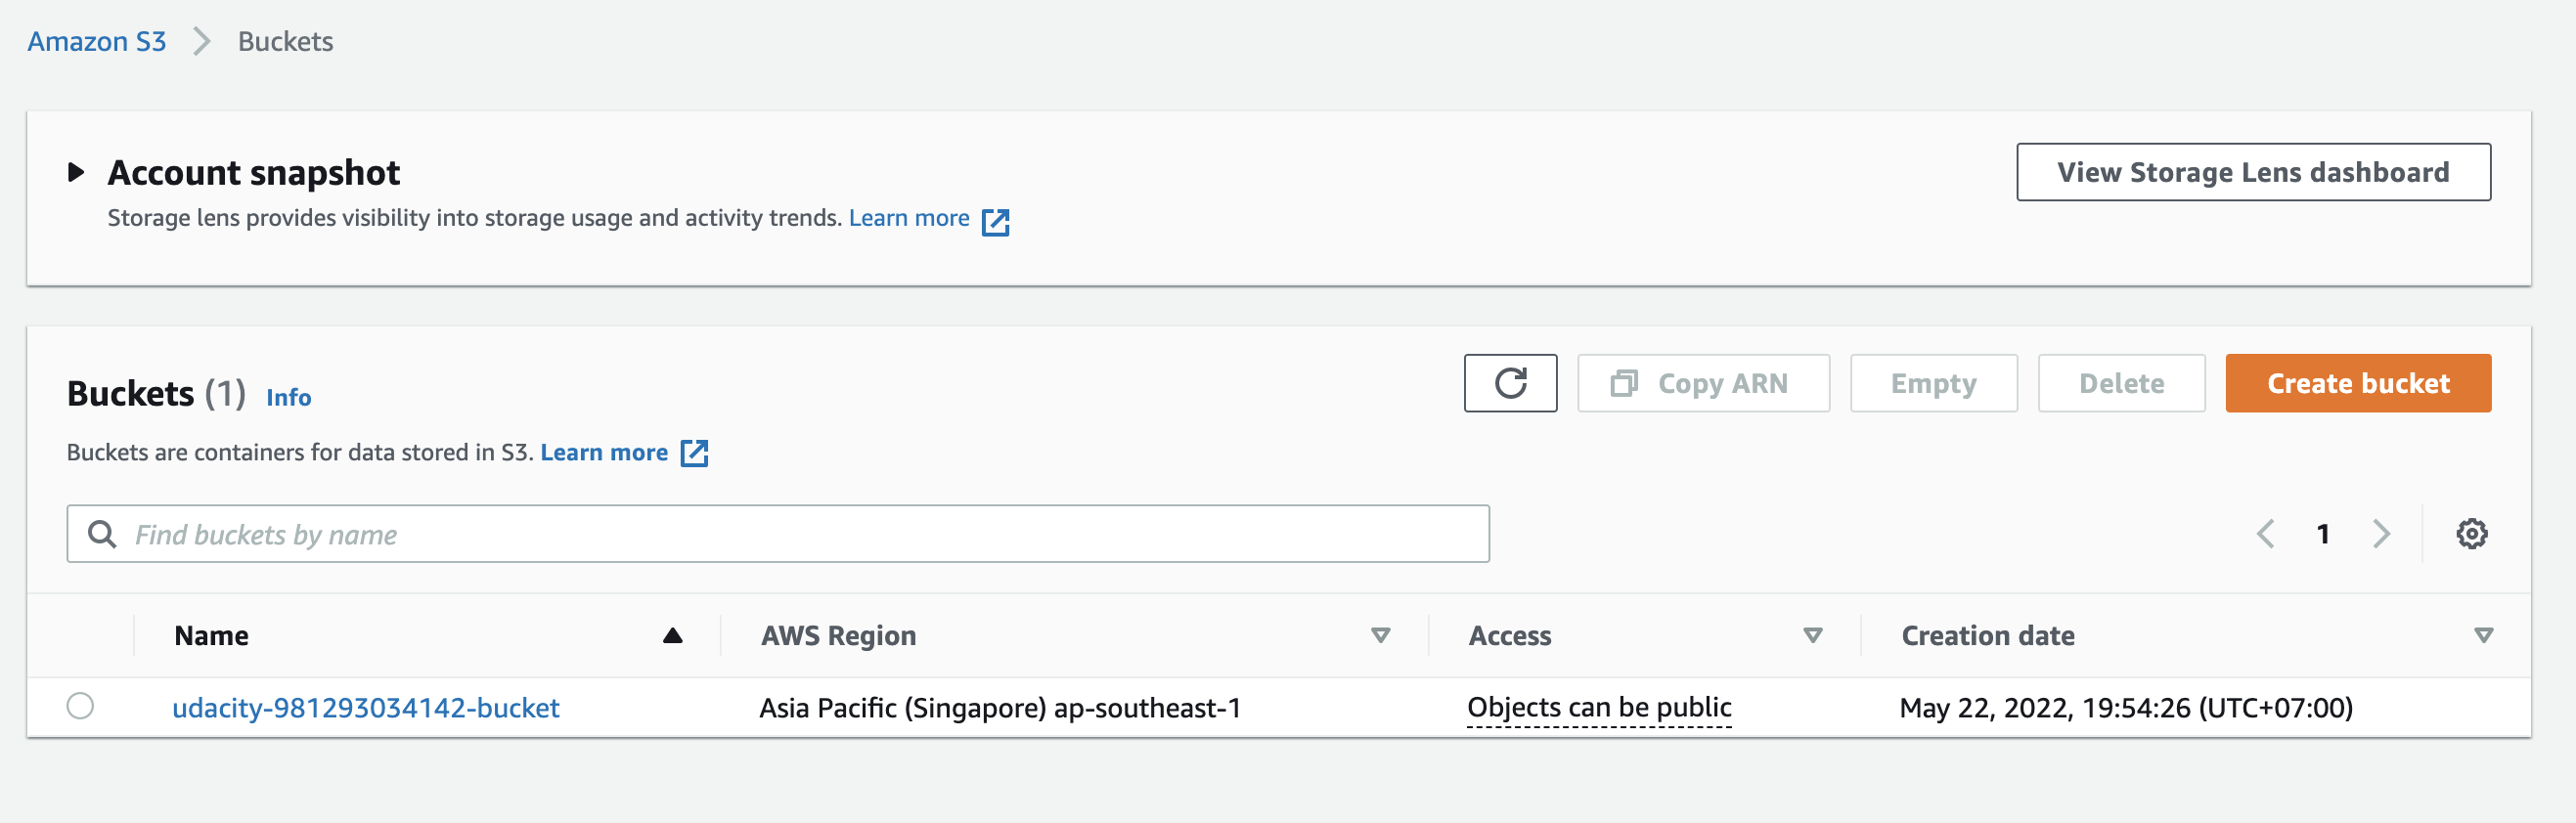 Amazon S3 Buckets
Account snapshot
View Storage Lens dashboard
Storage lens provides visibility into storage usage and activity trends. Learn more
Buckets (1) Info
Copy ARN Empty Delete Create bucket
Buckets are containers for data stored in S3. Learn more
Find buckets by name
1
Name AWS Region Access Creation date
udacity-981293034142-bucket Asia Pacific (Singapore) ap-southeast-1 Objects can be public May 22, 2022, 19:54:26 (UTC+07:00)